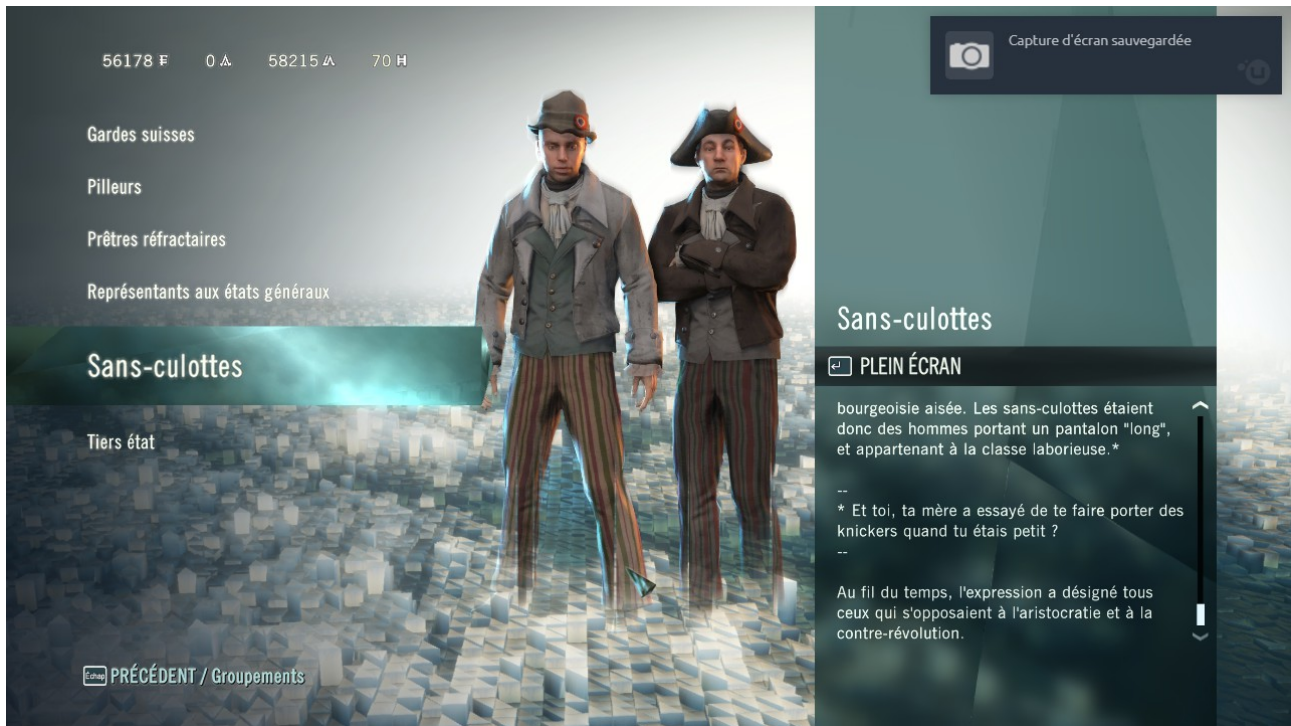 56178 F 0 58215 70 H
Capture d'écran sauvegardée
Gardes suisses
Pilleurs
Prêtres réfractaires
Représentants aux états généraux
Sans-culottes
Tiers état
Échap PRÉCÉDENT / Groupements
Sans-culottes
PLEIN ÉCRAN
bourgeoisie aisée. Les sans-culottes étaient
donc des hommes portant un pantalon "long",
et appartenant à la classe laborieuse.*
--
* Et toi, ta mère a essayé de te faire porter des
knickers quand tu étais petit ?
--
Au fil du temps, l'expression a désigné tous
ceux qui s'opposaient à l'aristocratie et à la
contre-révolution.